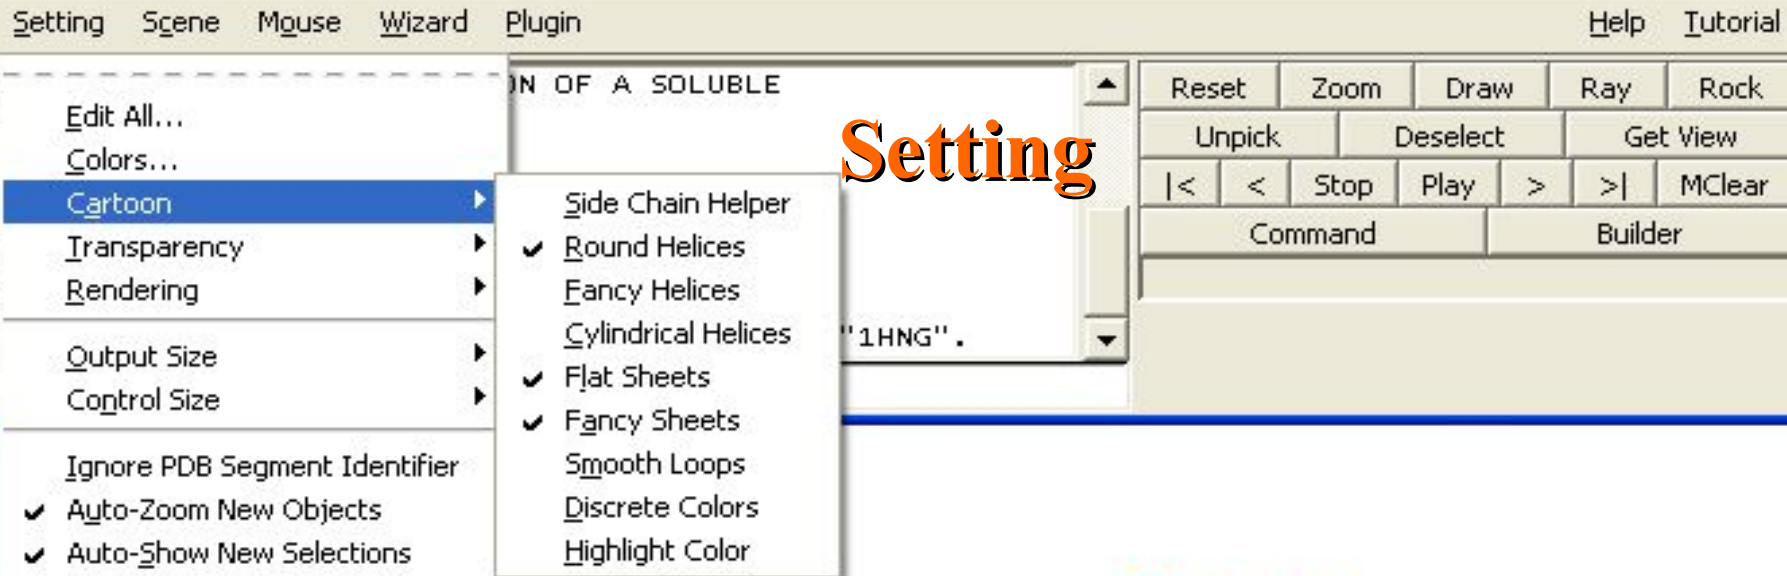 Setting Scene Mouse Wizard Plugin Help Tutorial
ON OF A SOLUBLE
"1HNG".
Setting
Edit All...
Colors...
Cartoon
Transparency
Rendering
Output Size
Control Size
Ignore PDB Segment Identifier
Auto-Zoom New Objects
Auto-Show New Selections
Side Chain Helper
Round Helices
Fancy Helices
Cylindrical Helices
Flat Sheets
Fancy Sheets
Smooth Loops
Discrete Colors
Highlight Color
Reset Zoom Draw Ray Rock
Unpick Deselect Get View
|< < Stop Play > >| MClear
Command Builder